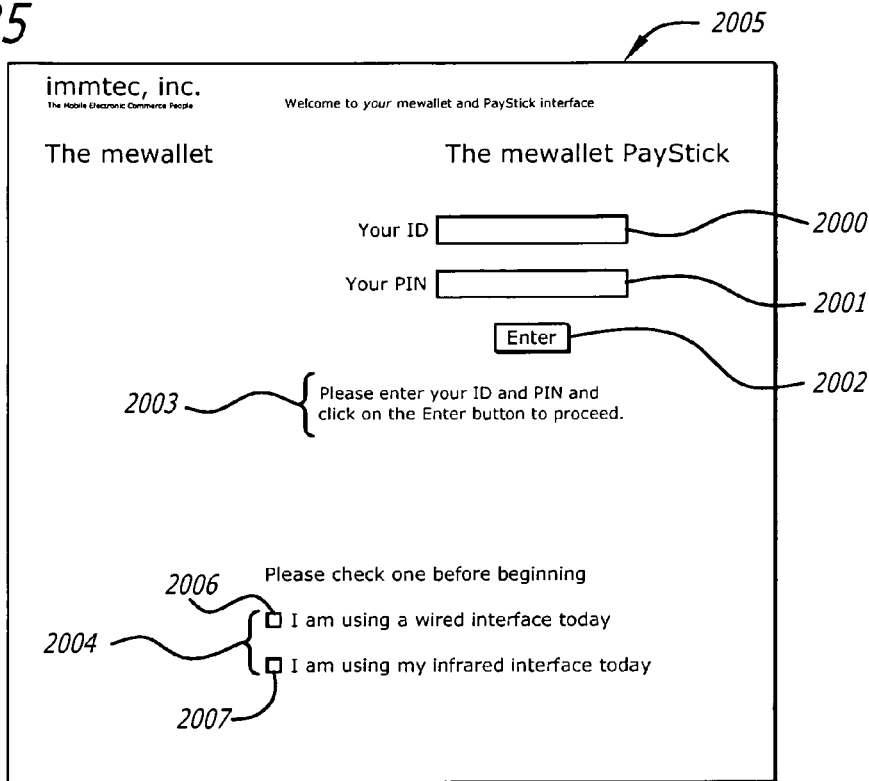 2005
immtec, inc.
The Mobile Electronic Commerce People
Welcome to your mewallet and PayStick interface
The mewallet
The mewallet PayStick
Your ID
2000
Your PIN
2001
Enter
2002
2003
Please enter your ID and PIN and
click on the Enter button to proceed.
Please check one before beginning
2006
I am using a wired interface today
2004
I am using my infrared interface today
2007